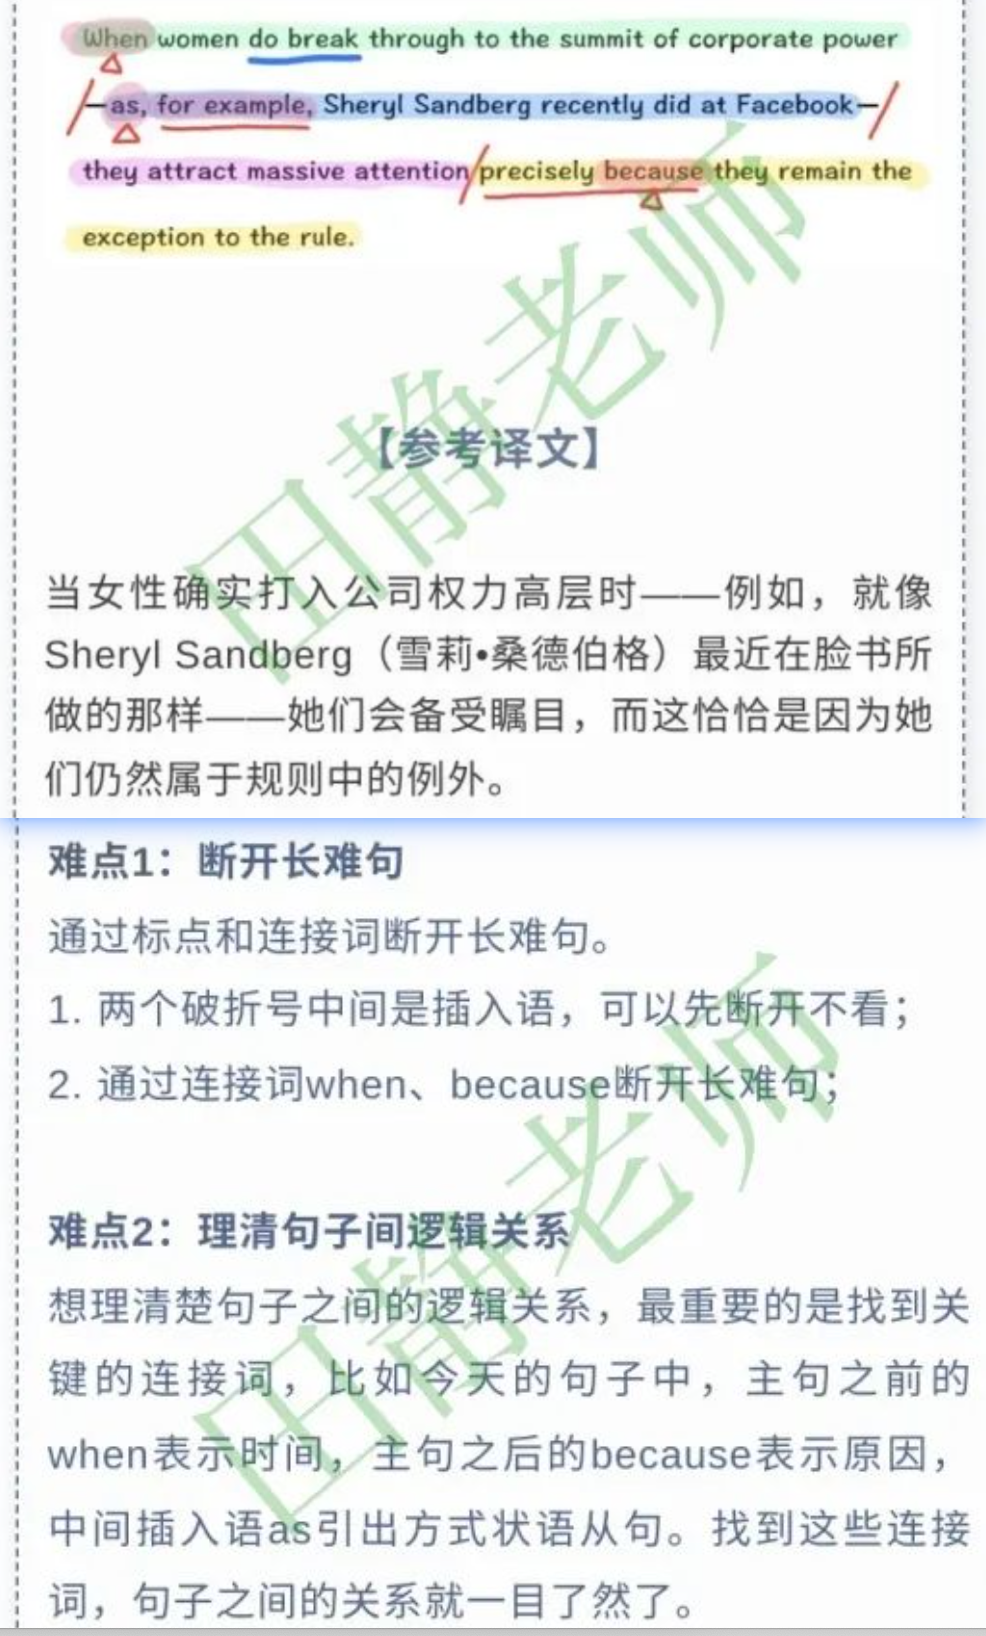 When women do break through to the summit of corporate power
—as, for example, Sheryl Sandberg recently did at Facebook—
they attract massive attention precisely because they remain the
exception to the rule.
【参考译文】
当女性确实打入公司权力高层时——例如，就像
Sheryl Sandberg（雪莉•桑德伯格）最近在脸书所
做的那样——她们会备受瞩目，而这恰恰是因为她
们仍然属于规则中的例外。
田静老师
难点1：断开长难句
通过标点和连接词断开长难句。
1. 两个破折号中间是插入语，可以先断开不看；
2. 通过连接词when、because断开长难句；
难点2：理清句子间逻辑关系
想理清楚句子之间的逻辑关系，最重要的是找到关
键的连接词，比如今天的句子中，主句之前的
when表示时间，主句之后的because表示原因，
中间插入语as引出方式状语从句。找到这些连接
词，句子之间的关系就一目了然了。
田静老师